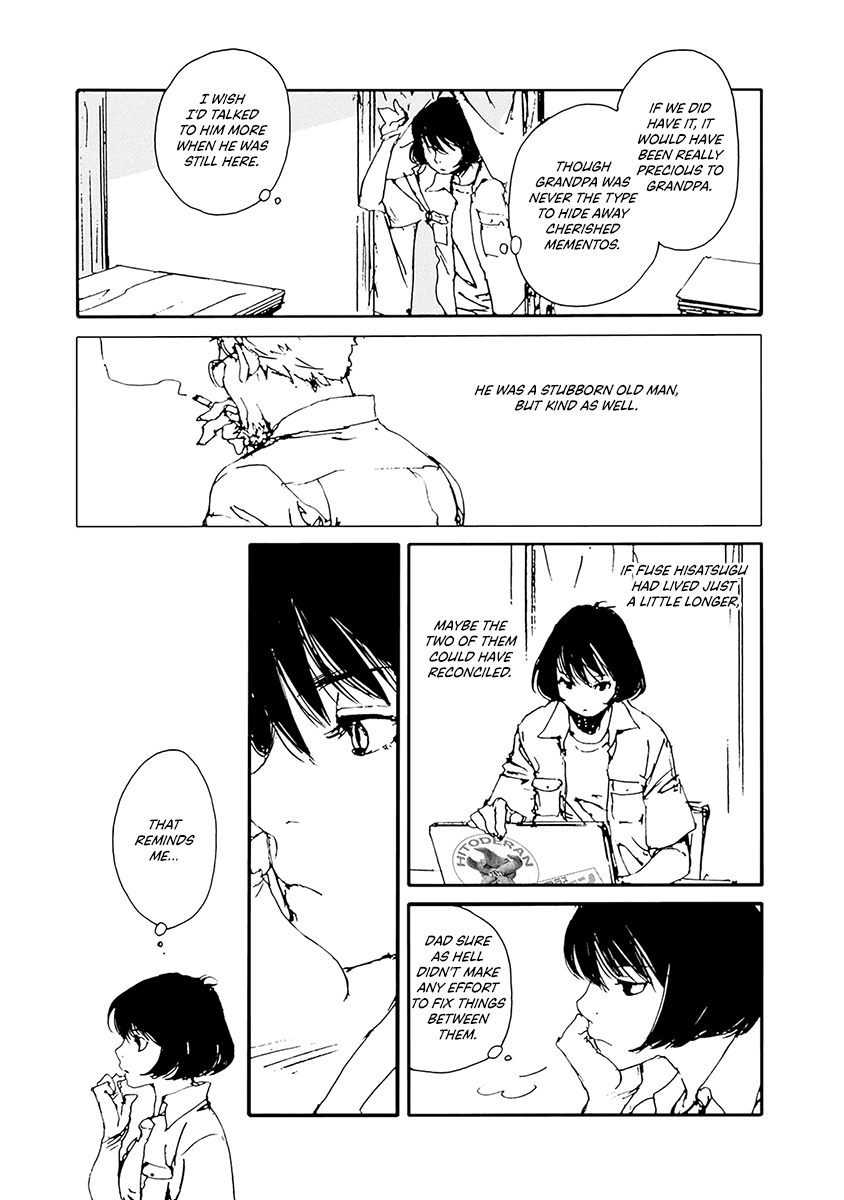 IF WE DID
HAVE IT, IT
WOULD HAVE
BEEN REALLY
PRECIOUS TO
GRANDPA.
THOUGH
GRANDPA WAS
NEVER THE TYPE
TO HIDE AWAY
CHERISHED
MEMENTOS.
I WISH
I'D TALKED
TO HIM MORE
WHEN HE WAS
STILL HERE.
HE WAS A STUBBORN OLD MAN,
BUT KIND AS WELL.
IF FUSE HISATSUGU
HAD LIVED JUST
A LITTLE LONGER,
MAYBE THE
TWO OF THEM
COULD HAVE
RECONCILED.
HITODERAN
DAD SURE
AS HELL
DIDN'T MAKE
ANY EFFORT
TO FIX THINGS
BETWEEN
THEM.
THAT
REMINDS
ME...